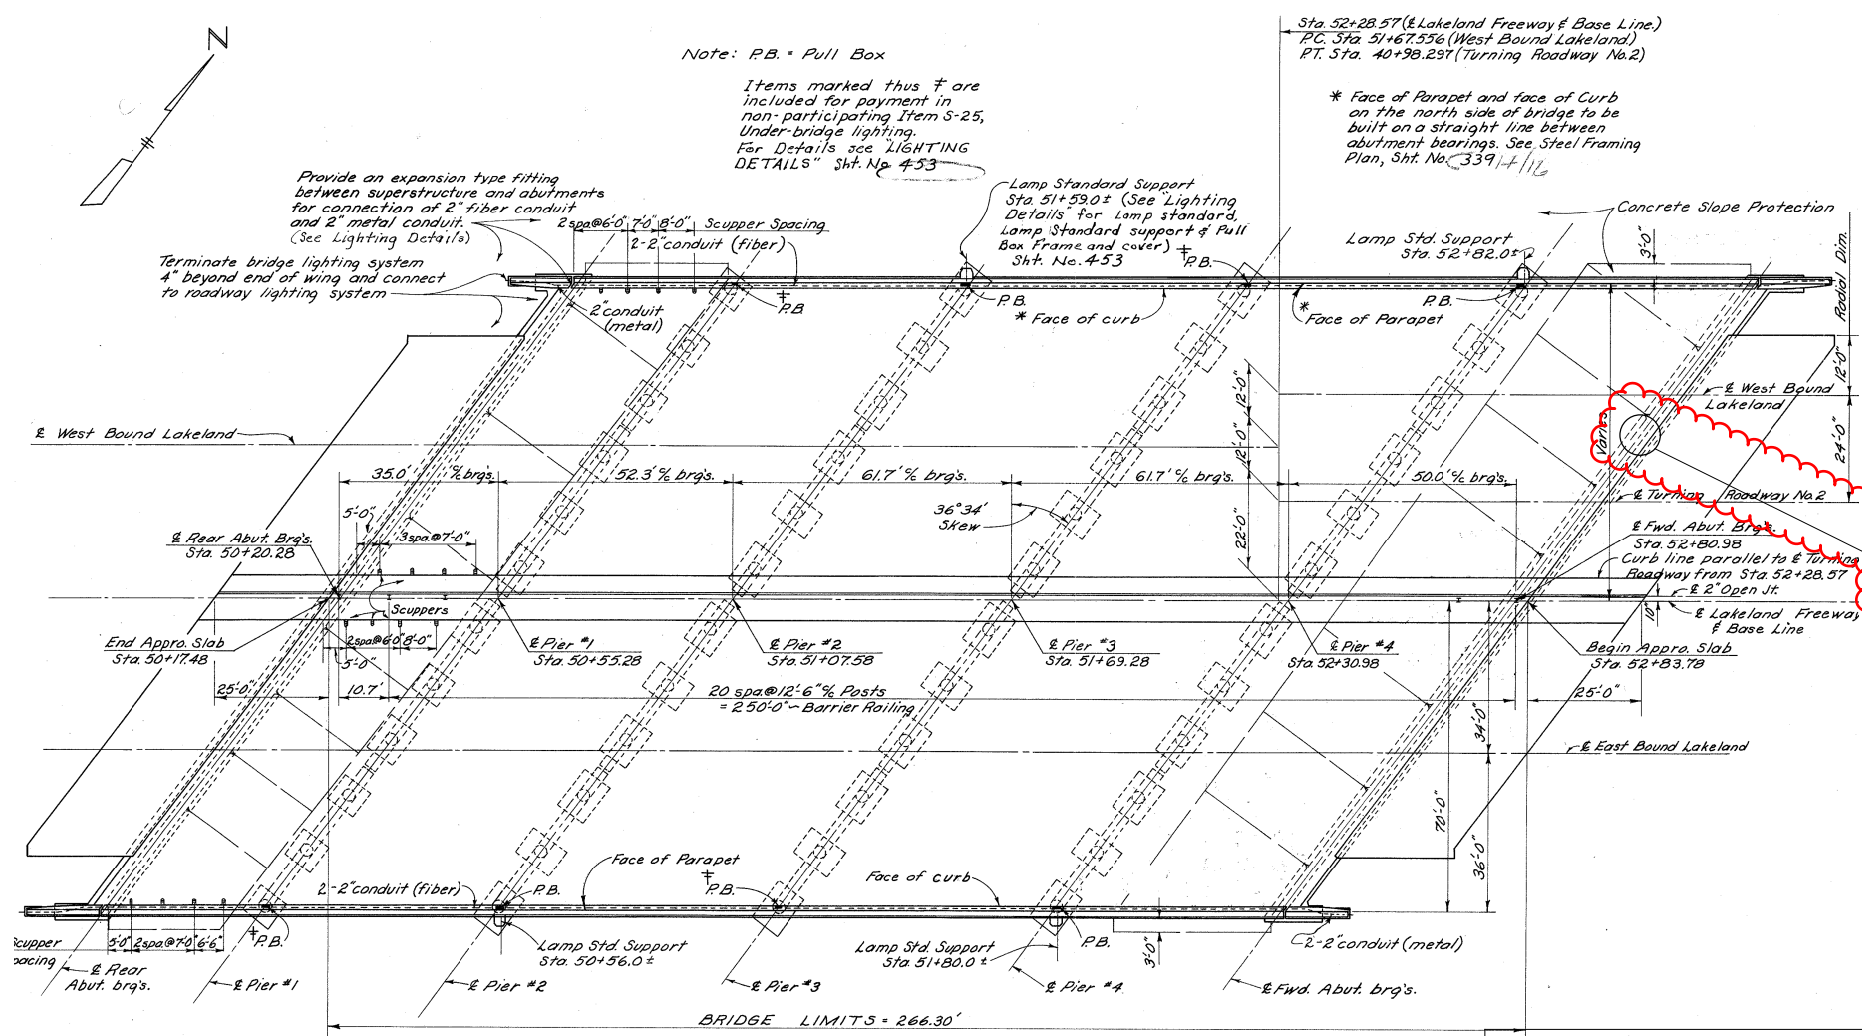 N
Note: P.B. = Pull Box
Items marked thus ‡ are
included for payment in
non-participating Item S-25,
Under-bridge lighting.
For Details see "LIGHTING
DETAILS" Sht. No. 453
Sta. 52+28.57 (℄ Lakeland Freeway & Base Line.)
P.C. Sta. 51+67.556 (West Bound Lakeland)
P.T. Sta. 40+98.297 (Turning Roadway No.2)
* Face of Parapet and face of Curb
on the north side of bridge to be
built on a straight line between
abutment bearings. See Steel Framing
Plan, Sht. No. 339 14/16
Provide an expansion type fitting
between superstructure and abutments
for connection of 2" fiber conduit
and 2" metal conduit.
(See Lighting Details)
Terminate bridge lighting system
4" beyond end of wing and connect
to roadway lighting system
2 spa@6'-0" 7'-0" 8'-0" Scupper Spacing
2-2" conduit (fiber)
2" conduit
(metal)
‡
P.B.
Lamp Standard Support
Sta. 51+59.0± (See "Lighting
Details" for Lamp standard,
Lamp Standard support & Pull
Box Frame and cover) ‡
Sht. No. 453
P.B.
P.B.
* Face of curb
*
Face of Parapet
Lamp Std. Support
Sta. 52+82.0±
P.B.
Concrete Slope Protection
3'-0"
Radial Dim.
12'-0"
24'-0"
℄ West Bound
Lakeland
Varies
℄ West Bound Lakeland
12'-0"
12'-0"
22'-0"
35.0' ℅ brg's.
52.3' ℅ brg's.
61.7' ℅ brg's.
61.7' ℅ brg's.
50.0' ℅ brg's.
36°34'
Skew
℄ Turning Roadway No.2
℄ Fwd. Abut. Brg's.
Sta. 52+80.98
Curb line parallel to ℄ Turning
Roadway from Sta. 52+28.57
℄ 2" Open Jt.
℄ Lakeland Freeway
& Base Line
5'-0"
3 spa@7'-0"
℄ Rear Abut. Brg's.
Sta. 50+20.28
Scuppers
2 spa@6'-0" 8'-0"
5'-0"
End Appro. Slab
Sta. 50+17.48
℄ Pier #1
Sta. 50+55.28
℄ Pier #2
Sta. 51+07.58
℄ Pier #3
Sta. 51+69.28
℄ Pier #4
Sta. 52+30.98
Begin Appro. Slab
Sta. 52+83.78
25'-0"
10.7'
20 spa.@12'-6" ℅ Posts
= 250'-0" ~ Barrier Railing
25'-0"
34'-0"
70'-0"
36'-0"
℄ East Bound Lakeland
2-2" conduit (fiber)
P.B.
Face of Parapet
‡
P.B.
Face of curb
Scupper
pacing
5'-0" 2 spa@7'-0" 6'-6"
‡
P.B.
Lamp Std. Support
Sta. 50+56.0±
Lamp Std. Support
Sta. 51+80.0±
P.B.
3'-0"
2-2" conduit (metal)
℄ Rear
Abut. brg's.
℄ Pier #1
℄ Pier #2
℄ Pier #3
℄ Pier #4
℄ Fwd. Abut. brg's.
BRIDGE LIMITS = 266.30'